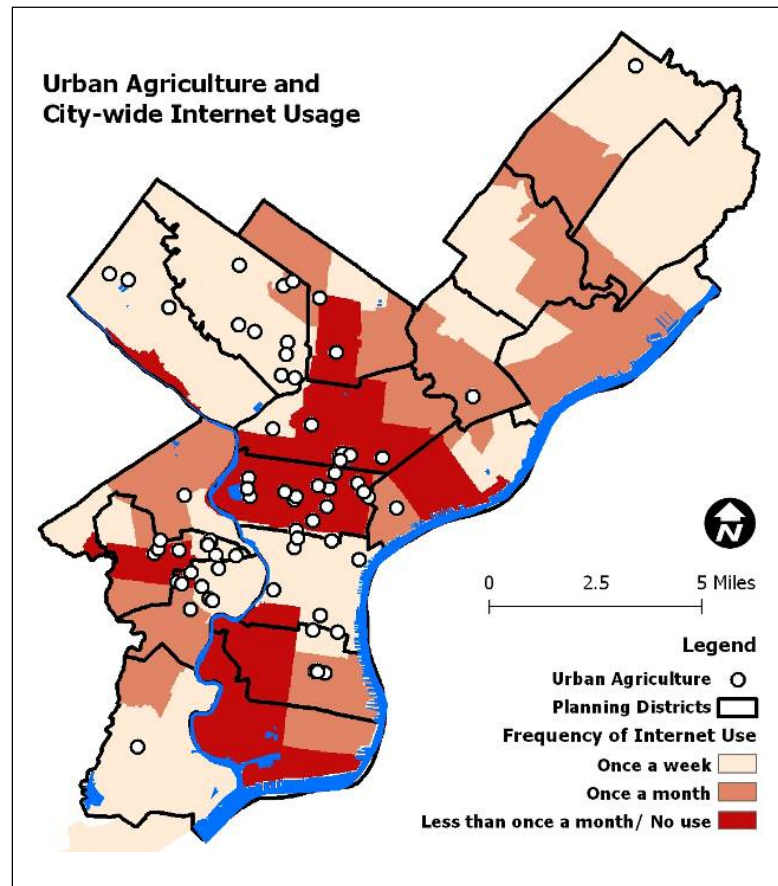 Urban Agriculture and
City-wide Internet Usage
N
0 2.5 5 Miles
Legend
Urban Agriculture
Planning Districts
Frequency of Internet Use
Once a week
Once a month
Less than once a month/ No use